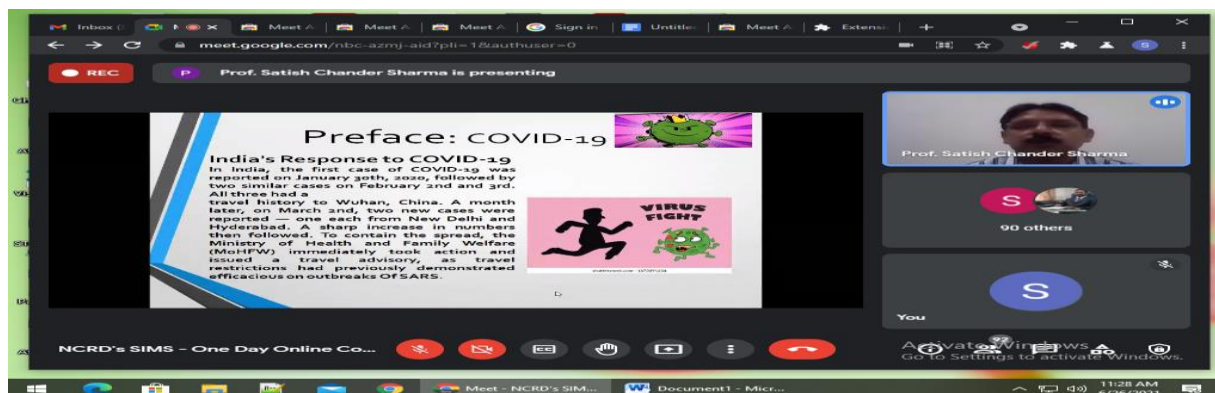 Inbox (
Meet A
Meet A
Meet A
Sign in
Untitle
Meet A
Extensi
meet.google.com/nbc-azmj-aid?pli=1&authuser=0
REC
P
Prof. Satish Chander Sharma is presenting
Preface: COVID-19
India's Response to COVID-19
In India, the first case of COVID-19 was
reported on January 30th, 2020, followed by
two similar cases on February 2nd and 3rd.
All three had a
travel history to Wuhan, China. A month
later, on March 2nd, two new cases were
reported — one each from New Delhi and
Hyderabad. A sharp increase in numbers
then followed. To contain the spread, the
Ministry of Health and Family Welfare
(MoHFW) immediately took action and
issued a travel advisory, as travel
restrictions had previously demonstrated
efficacious on outbreaks Of SARS.
VIRUS
FIGHT
Prof. Satish Chander Sharma
S
90 others
S
You
NCRD's SIMS - One Day Online Co...
CC
Activate Windows
Go to Settings to activate Windows.
Meet - NCRD's SIM...
Document1 - Micr...
11:28 AM